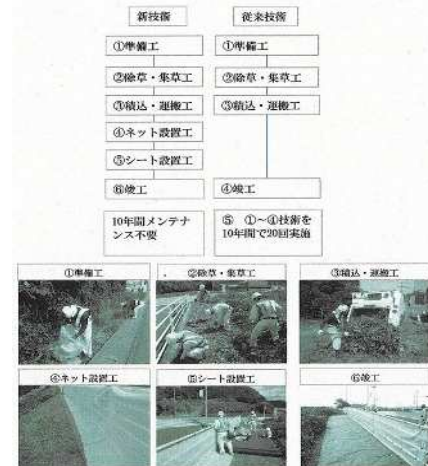 新技術
従来技術
①準備工
①準備工
②除草・集草工
②除草・集草工
③積込・運搬工
③積込・運搬工
④ネット設置工
⑤シート設置工
⑥竣工
④竣工
10年間メンテナ
ンス不要
⑤ ①～④技術を
10年間で20回実施
①準備工
②除草・集草工
③積込・運搬工
④ネット設置工
⑤シート設置工
⑥竣工